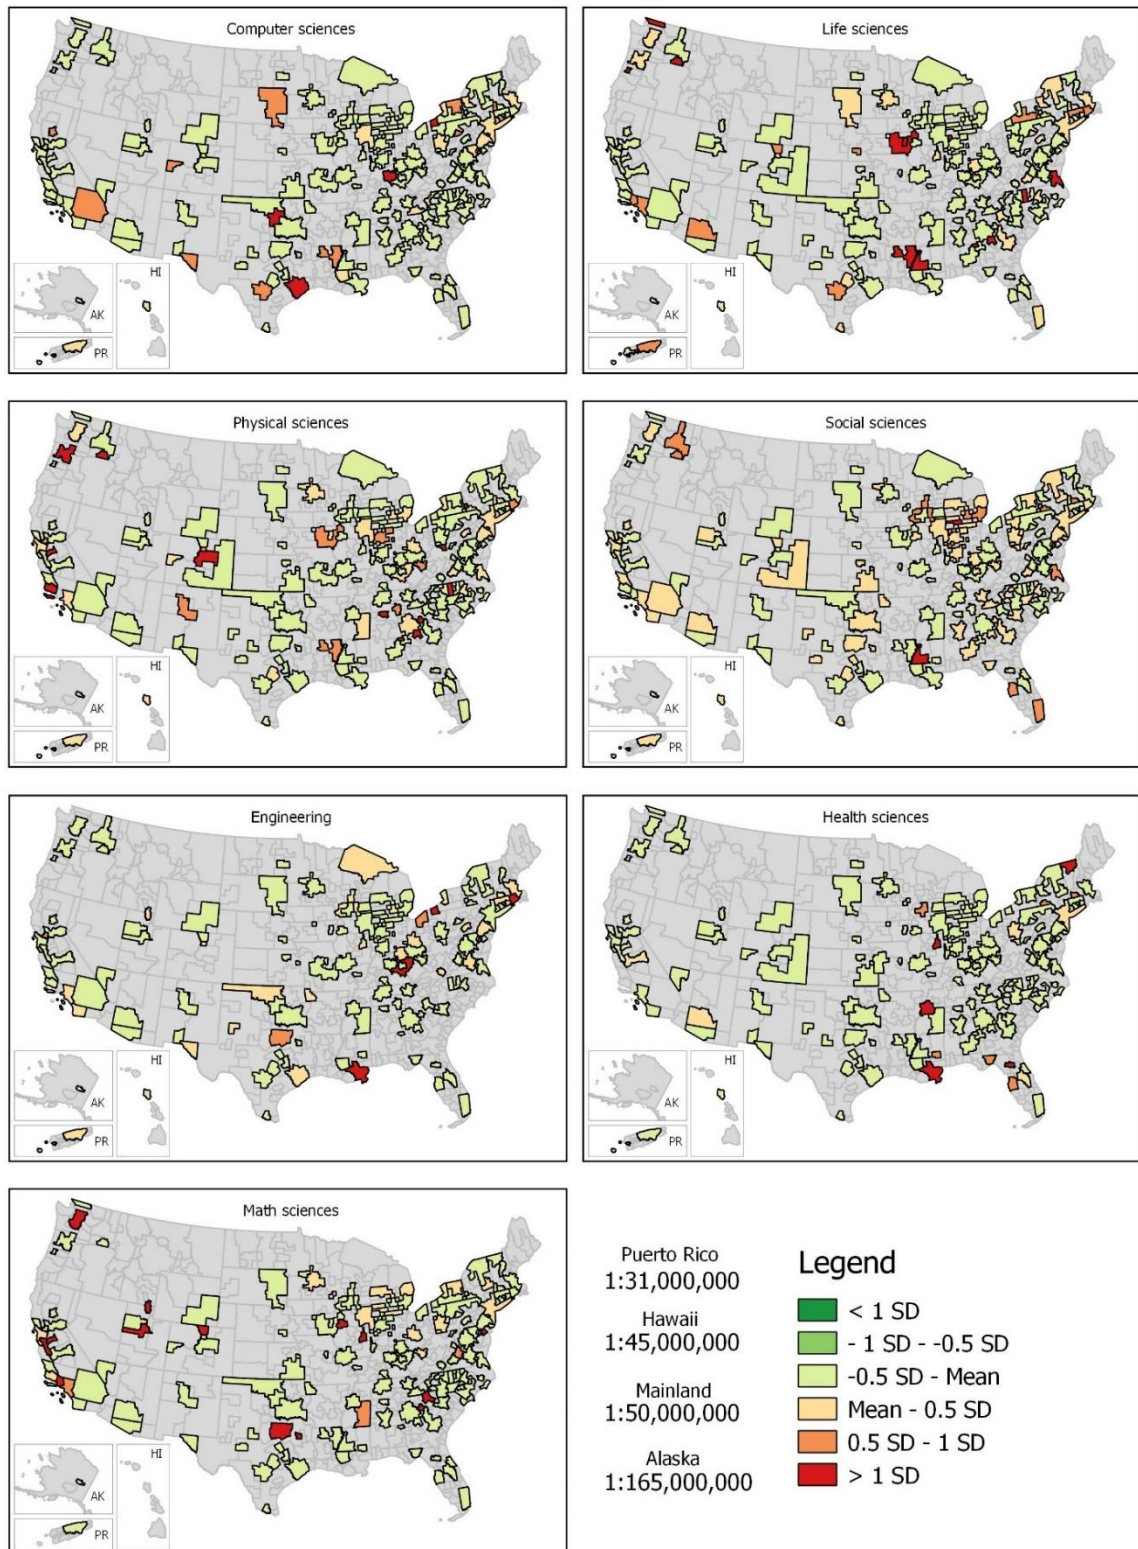 Computer sciences
HI
AK
PR
Life sciences
HI
AK
PR
Physical sciences
HI
AK
PR
Social sciences
HI
AK
PR
Engineering
HI
AK
PR
Health sciences
HI
AK
PR
Math sciences
HI
AK
PR
Puerto Rico
1:31,000,000
Hawaii
1:45,000,000
Mainland
1:50,000,000
Alaska
1:165,000,000
Legend
< 1 SD
- 1 SD - -0.5 SD
-0.5 SD - Mean
Mean - 0.5 SD
0.5 SD - 1 SD
> 1 SD